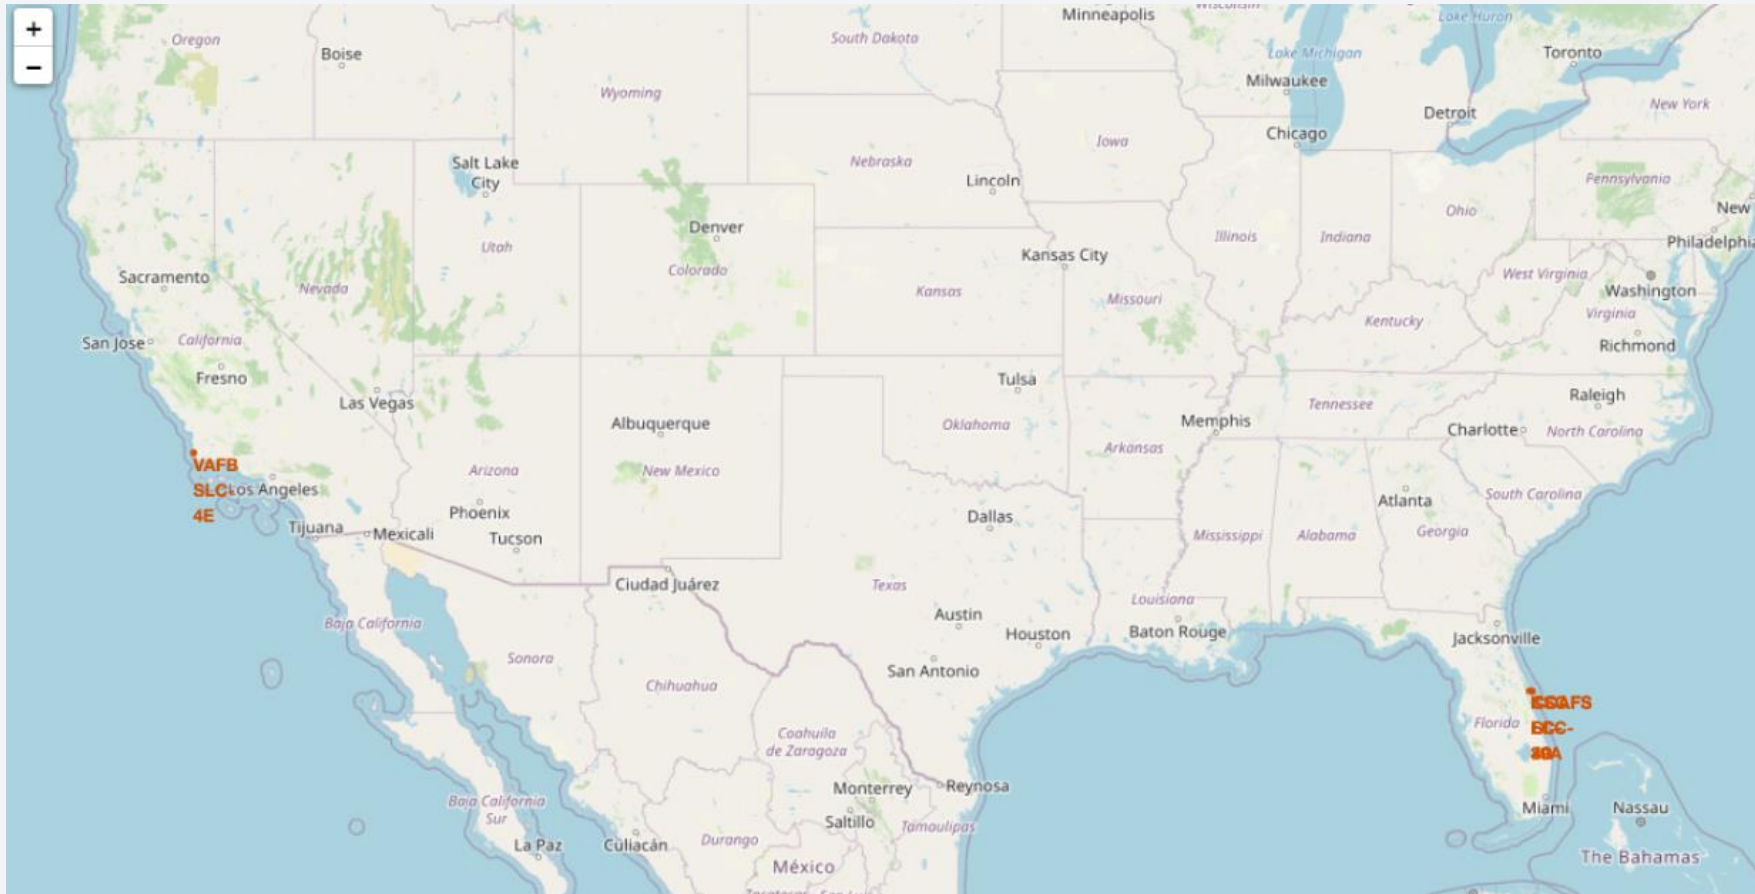 +
−
Oregon
Boise
South Dakota
Minneapolis
Wisconsin
Lake Huron
Lake Michigan
Toronto
Milwaukee
Wyoming
New York
Detroit
Chicago
Iowa
Salt Lake
City
Nebraska
Lincoln
Pennsylvania
New
Ohio
Denver
Illinois
Indiana
Philadelphia
Utah
Kansas City
Colorado
West Virginia
Sacramento
Nevada
Kansas
Missouri
Washington
Virginia
San Jose
California
Kentucky
Richmond
Fresno
Las Vegas
Tulsa
Raleigh
Tennessee
Albuquerque
Oklahoma
Memphis
Charlotte
North Carolina
Arkansas
VAFB
SLC-
4E
Los Angeles
Arizona
New Mexico
Atlanta
South Carolina
Phoenix
Dallas
Tijuana
Mexicali
Tucson
Mississippi
Alabama
Georgia
Ciudad Juárez
Texas
Louisiana
Baja California
Austin
Houston
Baton Rouge
Jacksonville
Sonora
San Antonio
Chihuahua
Florida
Coahuila
de Zaragoza
Monterrey
Reynosa
Baja California
Sur
Saltillo
Tamaulipas
Miami
Nassau
La Paz
Culiacán
Durango
México
The Bahamas